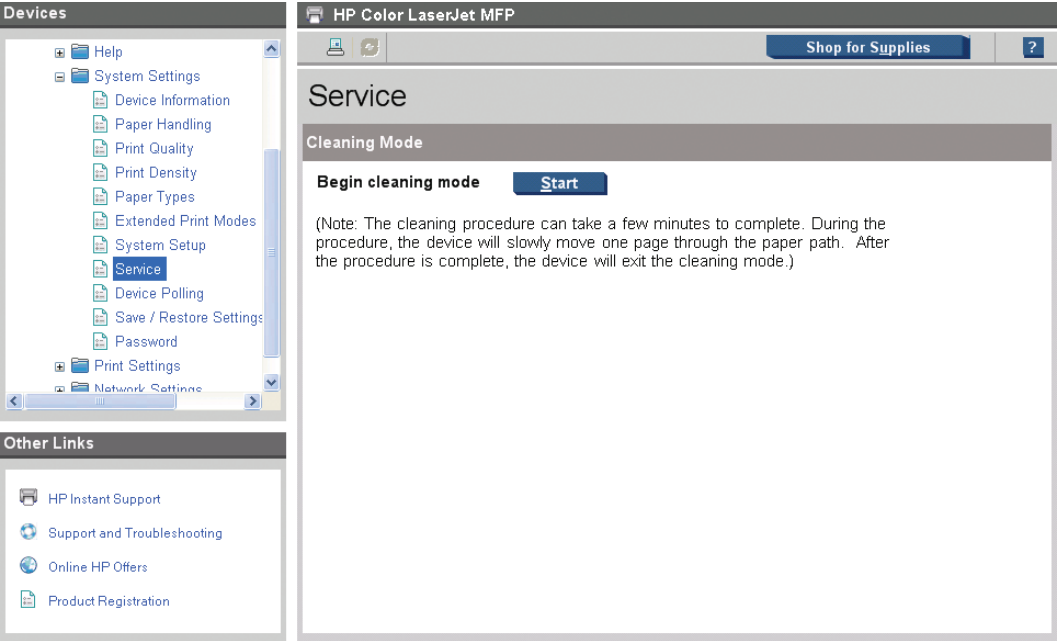 Devices
Help
System Settings
Device Information
Paper Handling
Print Quality
Print Density
Paper Types
Extended Print Modes
System Setup
Service
Device Polling
Save / Restore Settings
Password
Print Settings
Network Settings
Other Links
HP Instant Support
Support and Troubleshooting
Online HP Offers
Product Registration
HP Color LaserJet MFP
Shop for Supplies
?
Service
Cleaning Mode
Begin cleaning mode Start
(Note: The cleaning procedure can take a few minutes to complete. During the
procedure, the device will slowly move one page through the paper path. After
the procedure is complete, the device will exit the cleaning mode.)